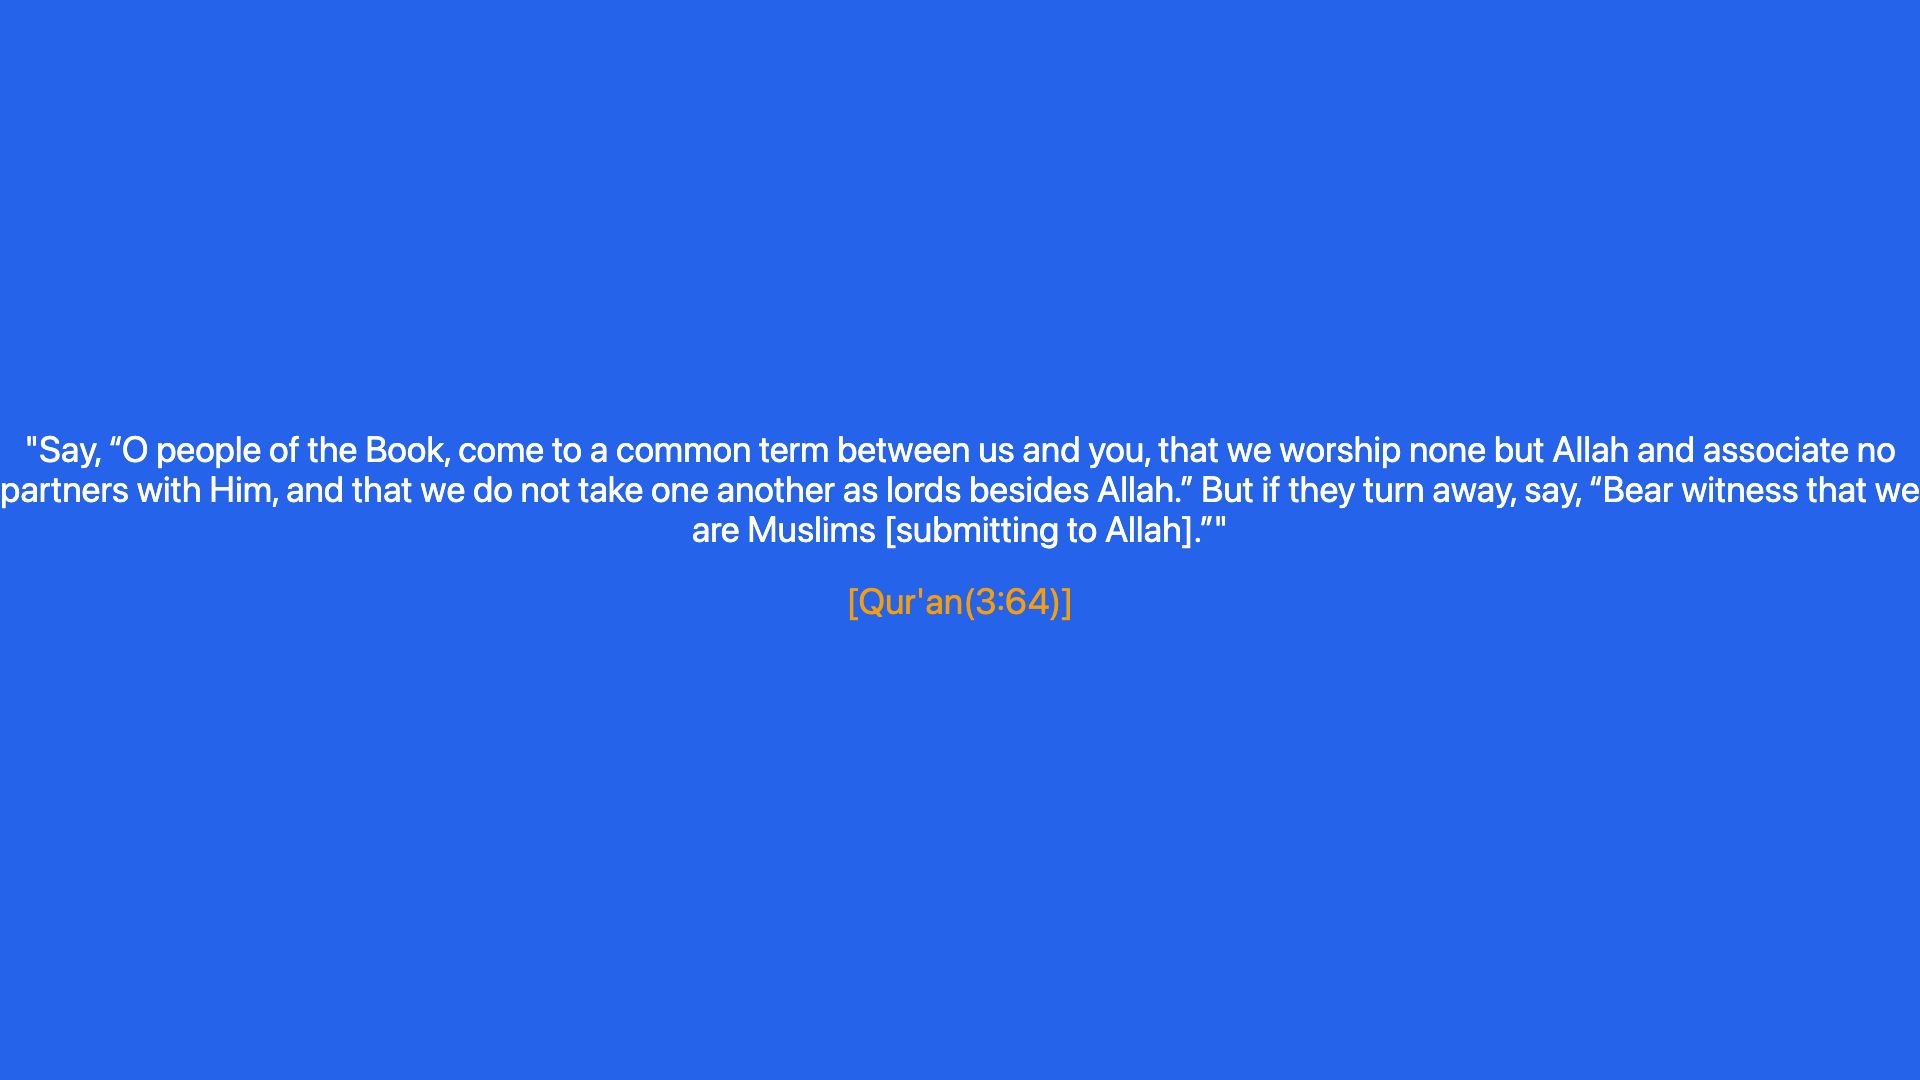 "Say, “O people of the Book, come to a common term between us and you, that we worship none but Allah and associate no
partners with Him, and that we do not take one another as lords besides Allah.” But if they turn away, say, “Bear witness that we
are Muslims [submitting to Allah].”"
[Qur'an(3:64)]